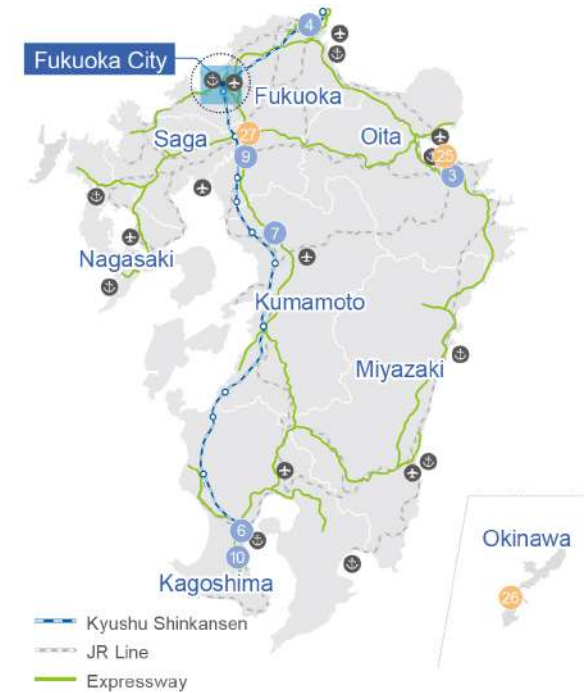 4
Fukuoka City
Fukuoka
27
Saga
Oita
9
25
3
7
Nagasaki
Kumamoto
Miyazaki
6
Okinawa
10
Kagoshima
26
Kyushu Shinkansen
JR Line
Expressway